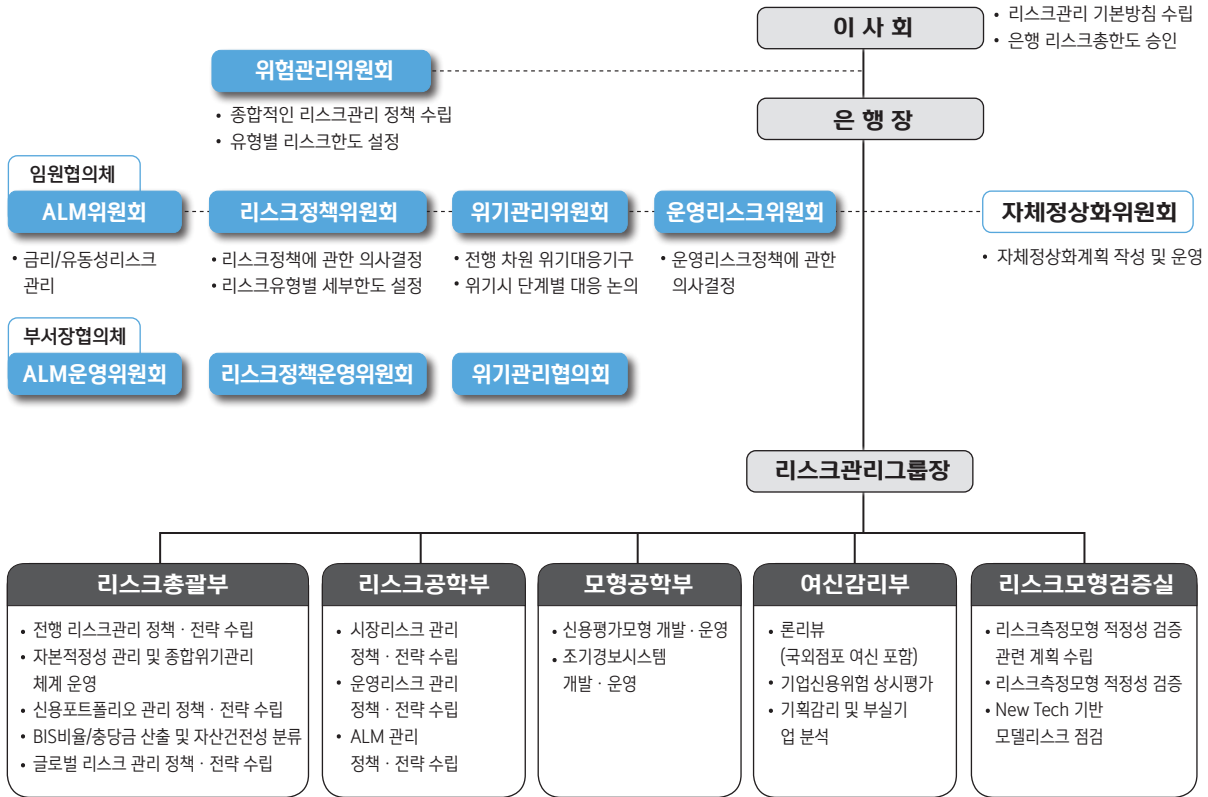 이 사 회
• 리스크관리 기본방침 수립
• 은행 리스크총한도 승인
위험관리위원회
• 종합적인 리스크관리 정책 수립
• 유형별 리스크한도 설정
은 행 장
임원협의체
ALM위원회
• 금리/유동성리스크
관리
리스크정책위원회
• 리스크정책에 관한 의사결정
• 리스크유형별 세부한도 설정
위기관리위원회
• 전행 차원 위기대응기구
• 위기시 단계별 대응 논의
운영리스크위원회
• 운영리스크정책에 관한
의사결정
자체정상화위원회
• 자체정상화계획 작성 및 운영
부서장협의체
ALM운영위원회
리스크정책운영위원회
위기관리협의회
리스크관리그룹장
리스크총괄부
• 전행 리스크관리 정책 · 전략 수립
• 자본적정성 관리 및 종합위기관리
체계 운영
• 신용포트폴리오 관리 정책 · 전략 수립
• BIS비율/충당금 산출 및 자산건전성 분류
• 글로벌 리스크 관리 정책 · 전략 수립
리스크공학부
• 시장리스크 관리
정책 · 전략 수립
• 운영리스크 관리
정책 · 전략 수립
• ALM 관리
정책 · 전략 수립
모형공학부
• 신용평가모형 개발 · 운영
• 조기경보시스템
개발 · 운영
여신감리부
• 론리뷰
(국외점포 여신 포함)
• 기업신용위험 상시평가
• 기획감리 및 부실기
업 분석
리스크모형검증실
• 리스크측정모형 적정성 검증
관련 계획 수립
• 리스크측정모형 적정성 검증
• New Tech 기반
모델리스크 점검